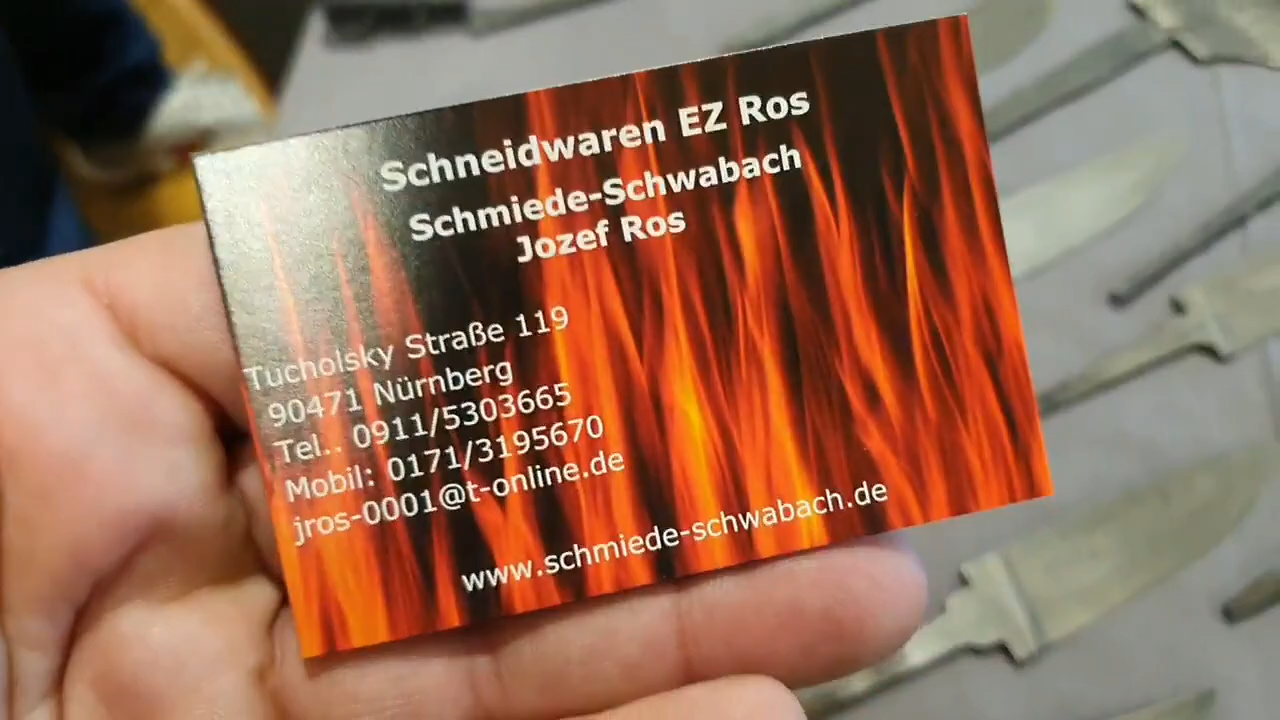 Schneidwaren EZ Ros
Schmiede-Schwabach
Jozef Ros
Tucholsky Straße 119
90471 Nürnberg
Tel.. 0911/5303665
Mobil: 0171/3195670
jros-0001@t-online.de
www.schmiede-schwabach.de